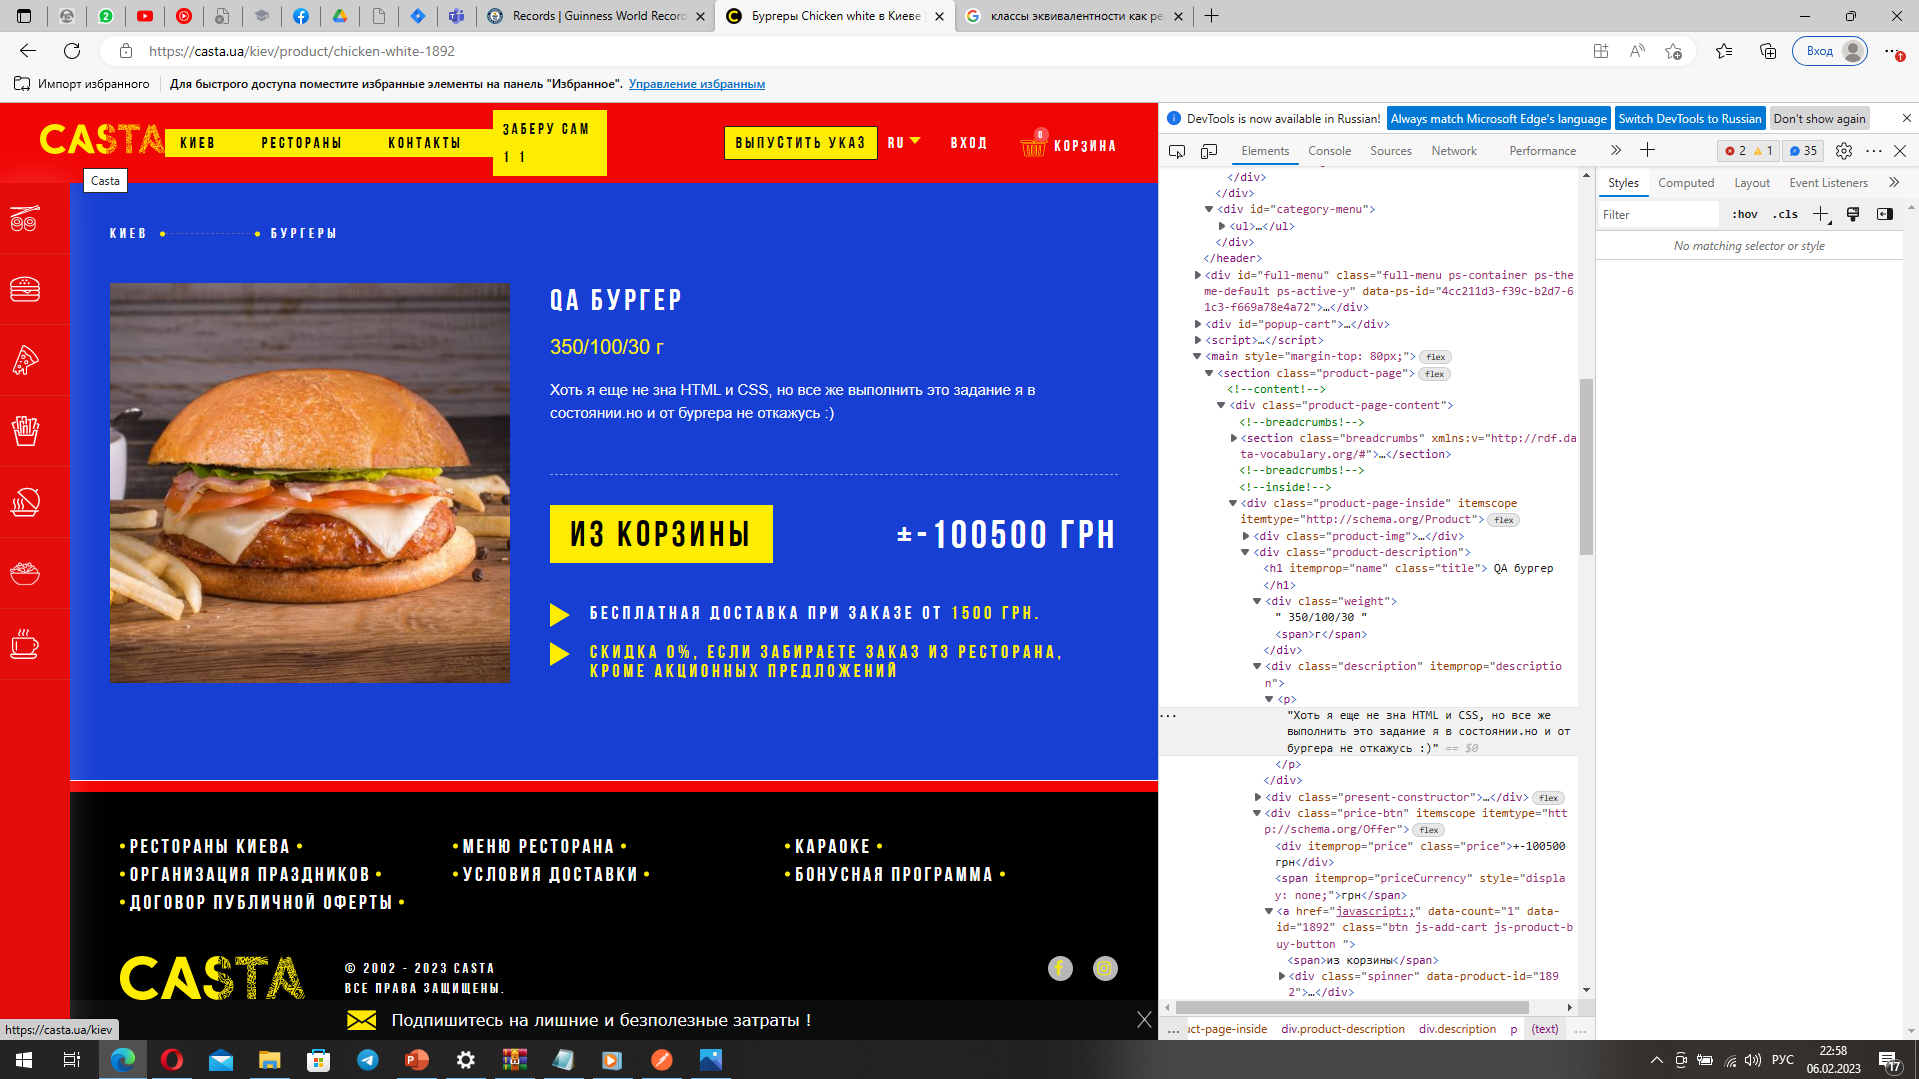 Records | Guinness World Record
Бургеры Chicken white в Киеве
классы эквивалентности как ре
https://casta.ua/kiev/product/chicken-white-1892
Вход
Импорт избранного
Для быстрого доступа поместите избранные элементы на панель "Избранное". Управление избранным
CASTA
КИЕВ
РЕСТОРАНЫ
КОНТАКТЫ
ЗАБЕРУ САМ
1 1
ВЫПУСТИТЬ УКАЗ
RU
ВХОД
0
КОРЗИНА
Casta
КИЕВ
БУРГЕРЫ
QA БУРГЕР
350/100/30 г
Хоть я еще не зна HTML и CSS, но все же выполнить это задание я в
состоянии.но и от бургера не откажусь :)
ИЗ КОРЗИНЫ
±-100500 ГРН
БЕСПЛАТНАЯ ДОСТАВКА ПРИ ЗАКАЗЕ ОТ 1500 ГРН.
СКИДКА 0%, ЕСЛИ ЗАБИРАЕТЕ ЗАКАЗ ИЗ РЕСТОРАНА,
КРОМЕ АКЦИОННЫХ ПРЕДЛОЖЕНИЙ
• РЕСТОРАНЫ КИЕВА •
• МЕНЮ РЕСТОРАНА •
• КАРАОКЕ •
• ОРГАНИЗАЦИЯ ПРАЗДНИКОВ •
• УСЛОВИЯ ДОСТАВКИ •
• БОНУСНАЯ ПРОГРАММА •
• ДОГОВОР ПУБЛИЧНОЙ ОФЕРТЫ •
CASTA
© 2002 - 2023 CASTA
ВСЕ ПРАВА ЗАЩИЩЕНЫ.
Подпишитесь на лишние и безполезные затраты !
https://casta.ua/kiev
DevTools is now available in Russian!
Always match Microsoft Edge's language
Switch DevTools to Russian
Don't show again
Elements
Console
Sources
Network
Performance
2
1
35
</div>
</div>
<div id="category-menu">
<ul>…</ul>
</div>
</header>
<div id="full-menu" class="full-menu ps-container ps-the
me-default ps-active-y" data-ps-id="4cc211d3-f39c-b2d7-6
1c3-f669a78e4a72">…</div>
<div id="popup-cart">…</div>
<script>…</script>
<main style="margin-top: 80px;"> flex
<section class="product-page"> flex
<!--content!-->
<div class="product-page-content">
<!--breadcrumbs!-->
<section class="breadcrumbs" xmlns:v="http://rdf.da
ta-vocabulary.org/#">…</section>
<!--breadcrumbs!-->
<!--inside!-->
<div class="product-page-inside" itemscope
itemtype="http://schema.org/Product"> flex
<div class="product-img">…</div>
<div class="product-description">
<h1 itemprop="name" class="title"> QA бургер
</h1>
<div class="weight">
" 350/100/30 "
<span>г</span>
</div>
<div class="description" itemprop="descriptio
n">
<p>
"Хоть я еще не зна HTML и CSS, но все же
выполнить это задание я в состоянии.но и от
бургера не откажусь :)" == $0
</p>
</div>
<div class="present-constructor">…</div> flex
<div class="price-btn" itemscope itemtype="htt
p://schema.org/Offer"> flex
<div itemprop="price" class="price">+-100500
грн</div>
<span itemprop="priceCurrency" style="displa
y: none;">грн</span>
<a href="javascript:;" data-count="1" data-
id="1892" class="btn js-add-cart js-product-b
uy-button ">
<span>из корзины</span>
<div class="spinner" data-product-id="189
2">…</div>
… uct-page-inside div.product-description div.description p (text) …
Styles
Computed
Layout
Event Listeners
Filter
:hov
.cls
No matching selector or style
РУС
22:58
06.02.2023
17